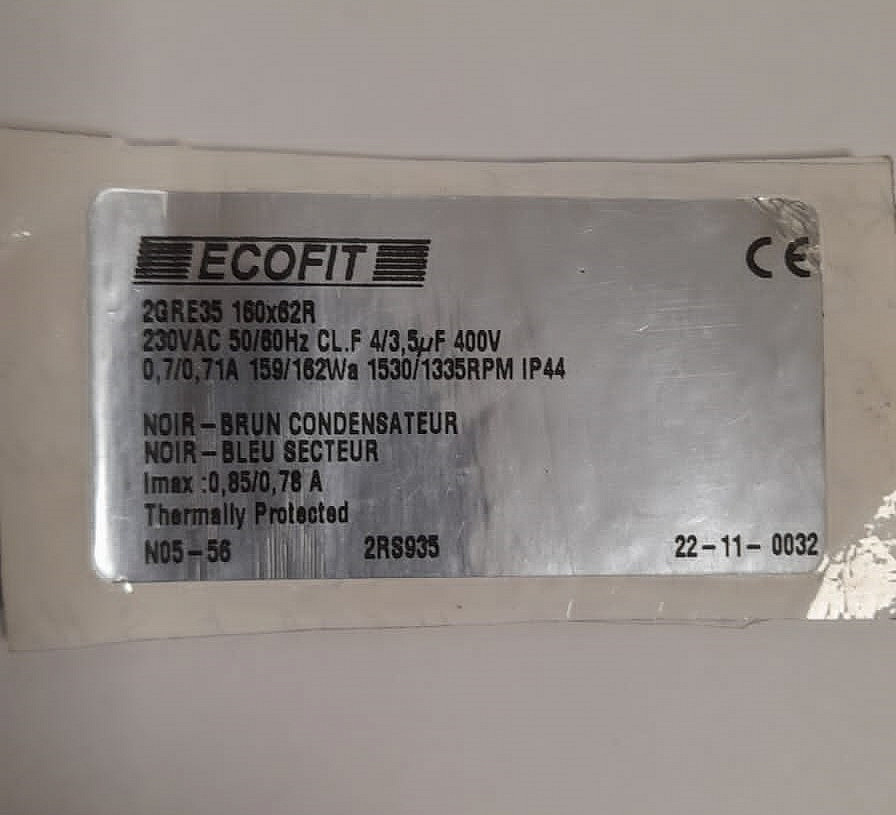 ECOFIT CE
2GRE35 160x62R
230VAC 50/60Hz CL.F 4/3,5µF 400V
0,7/0,71A 159/162Wa 1530/1335RPM IP44
NOIR-BRUN CONDENSATEUR
NOIR-BLEU SECTEUR
Imax :0,85/0,78 A
Thermally Protected
N05-56 2RS935 22-11-0032